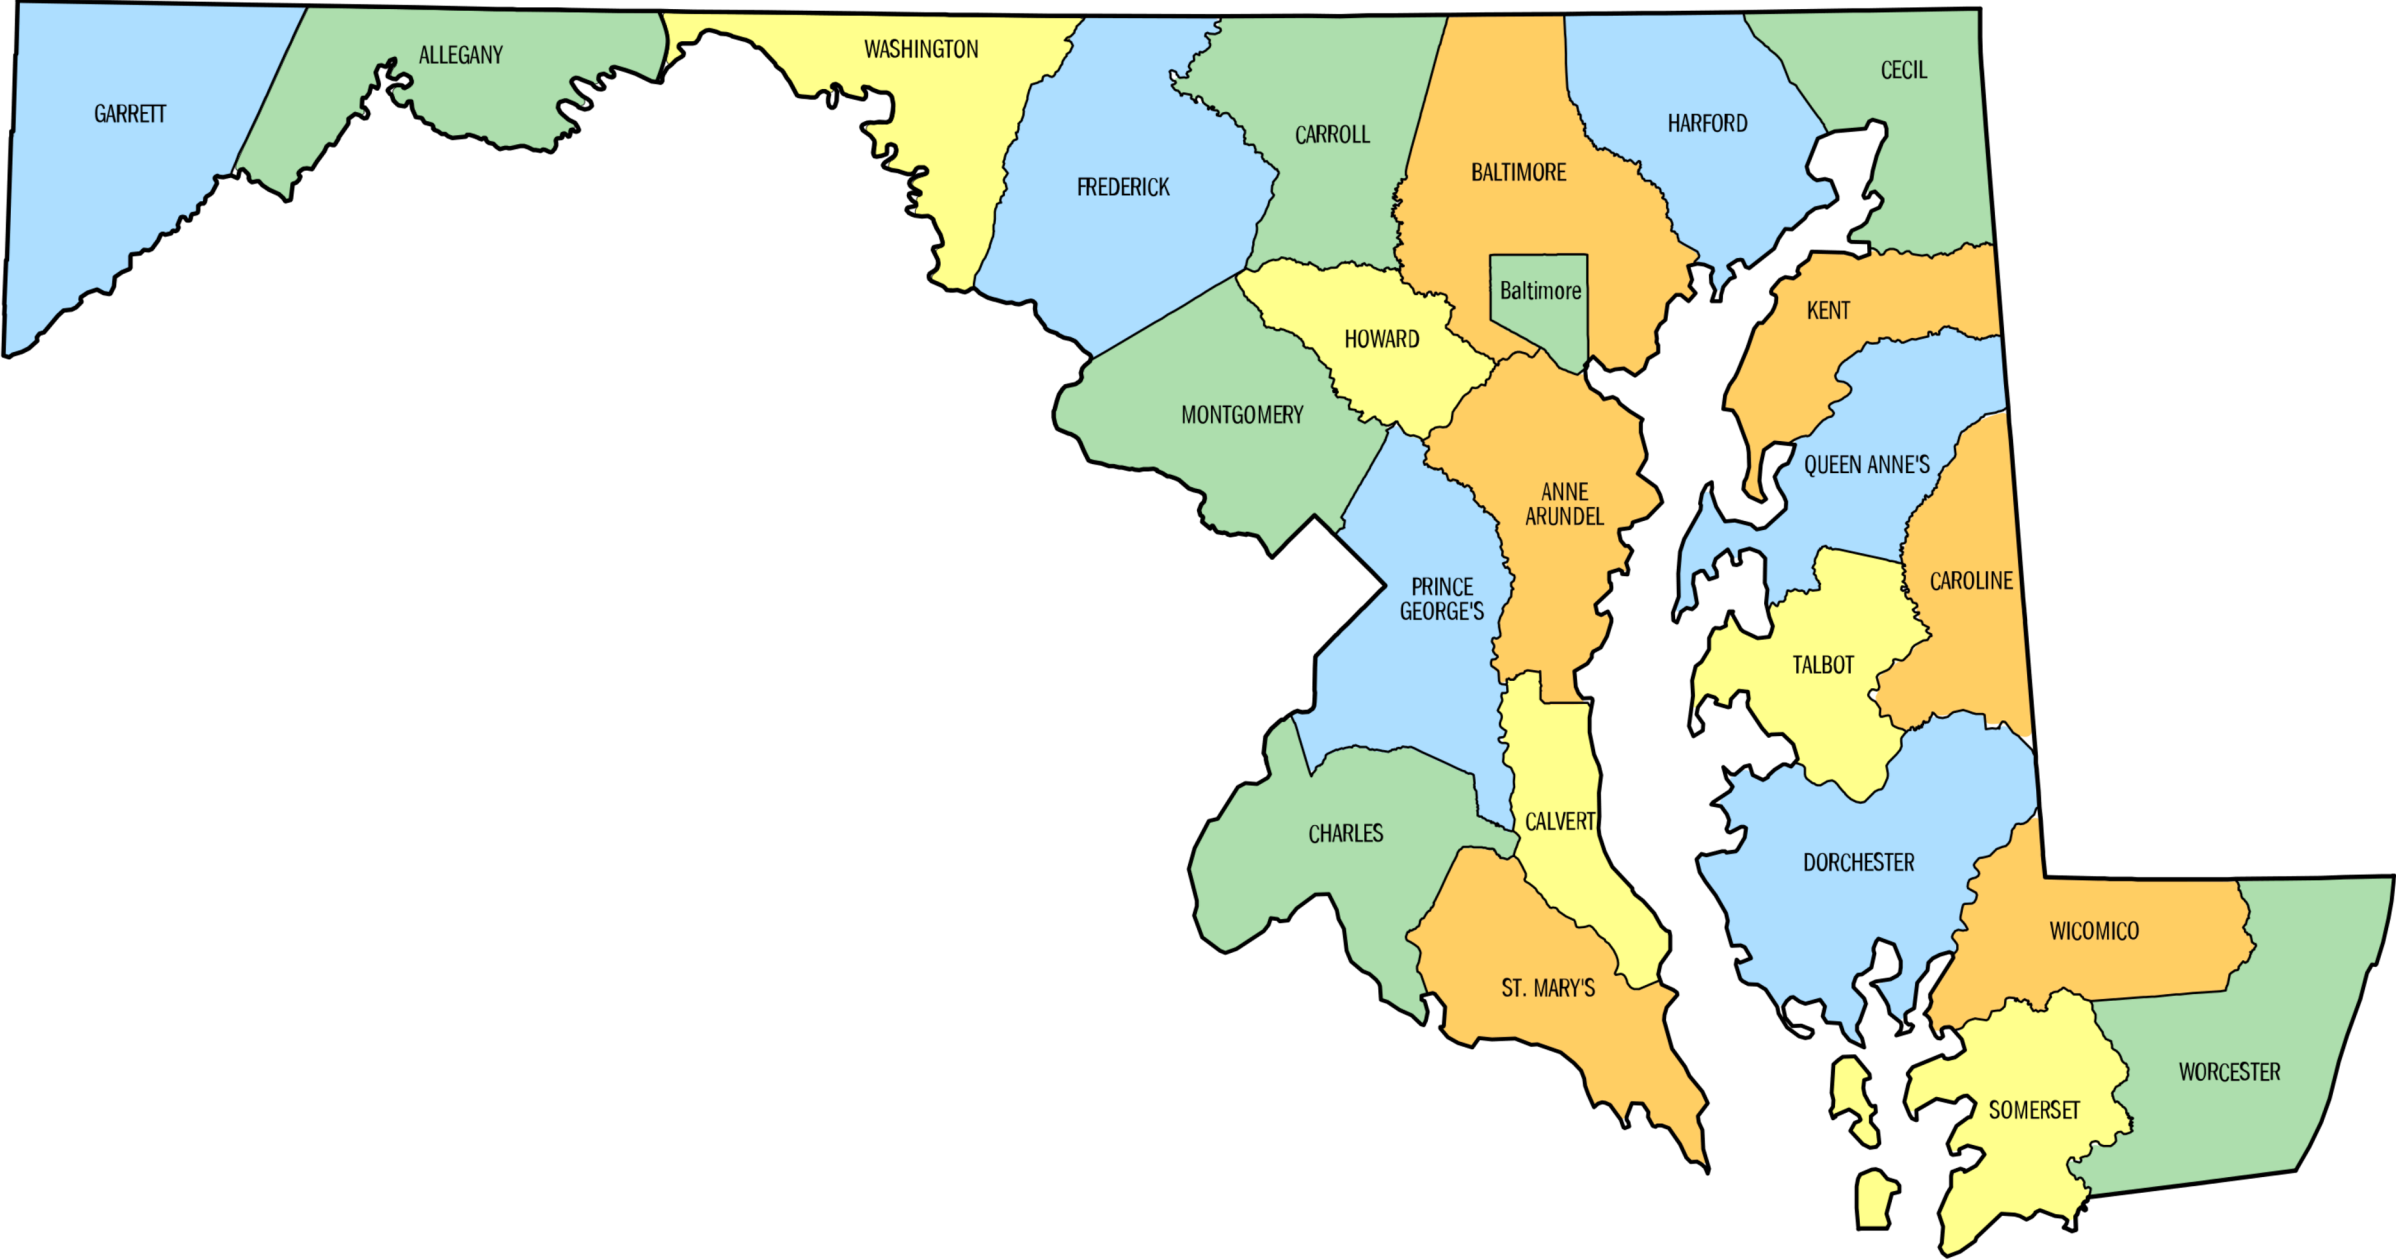 GARRETT
ALLEGANY
WASHINGTON
FREDERICK
CARROLL
BALTIMORE
HARFORD
CECIL
Baltimore
HOWARD
KENT
MONTGOMERY
QUEEN ANNE'S
ANNE
ARUNDEL
PRINCE
GEORGE'S
CAROLINE
TALBOT
CHARLES
CALVERT
DORCHESTER
WICOMICO
ST. MARY'S
WORCESTER
SOMERSET